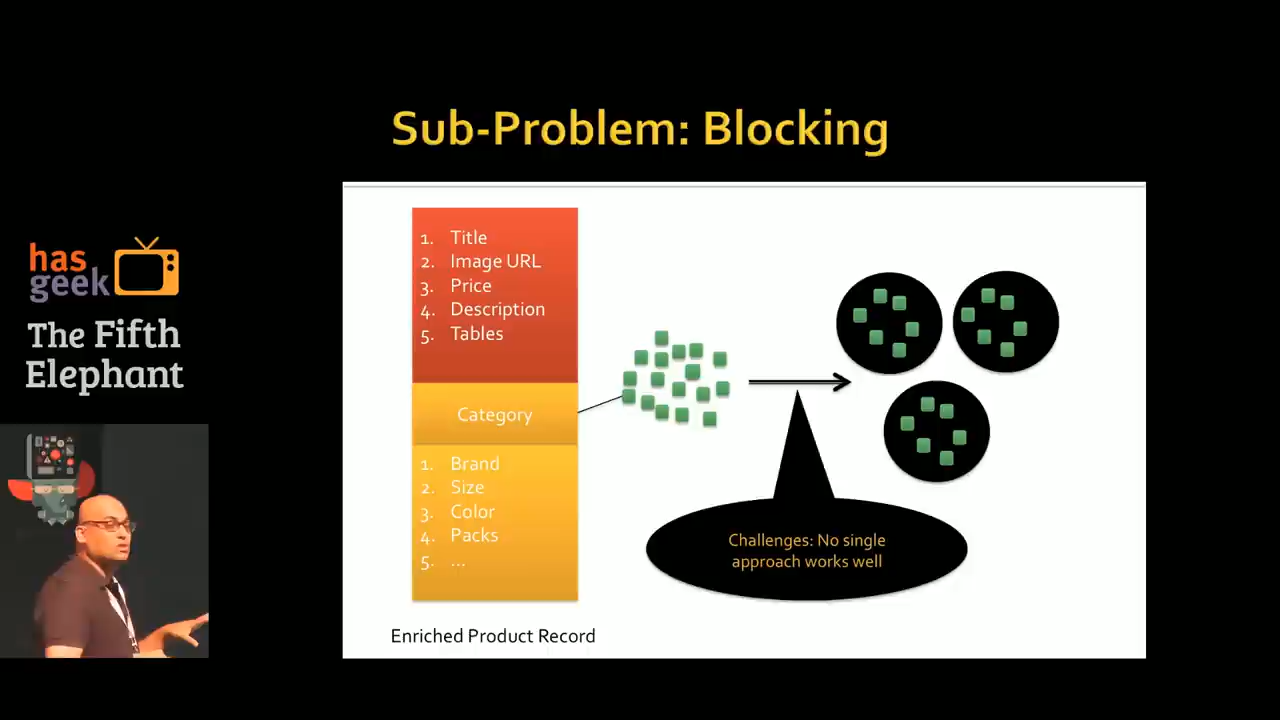 Sub-Problem: Blocking
has
geek
The Fifth
Elephant
1. Title
2. Image URL
3. Price
4. Description
5. Tables
Category
1. Brand
2. Size
3. Color
4. Packs
5. ...
Challenges: No single
approach works well
Enriched Product Record